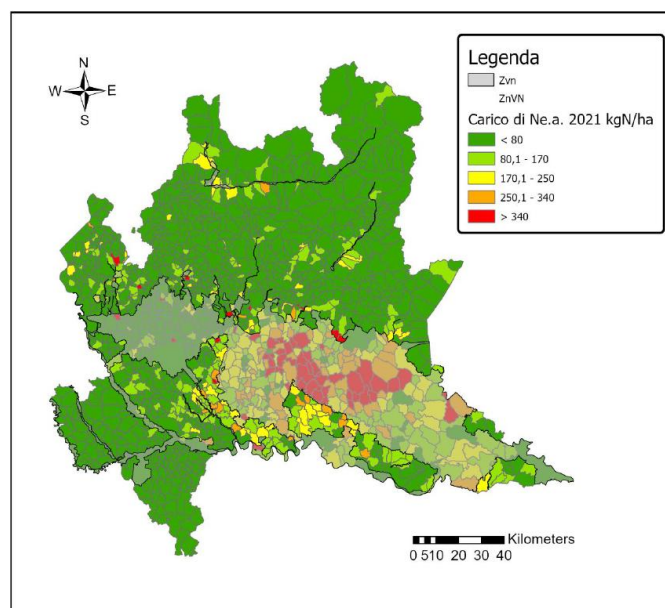 N
W E
S
Legenda
Zvn
ZnVN
Carico di Ne.a. 2021 kgN/ha
< 80
80,1 - 170
170,1 - 250
250,1 - 340
> 340
Kilometers
0 510 20 30 40